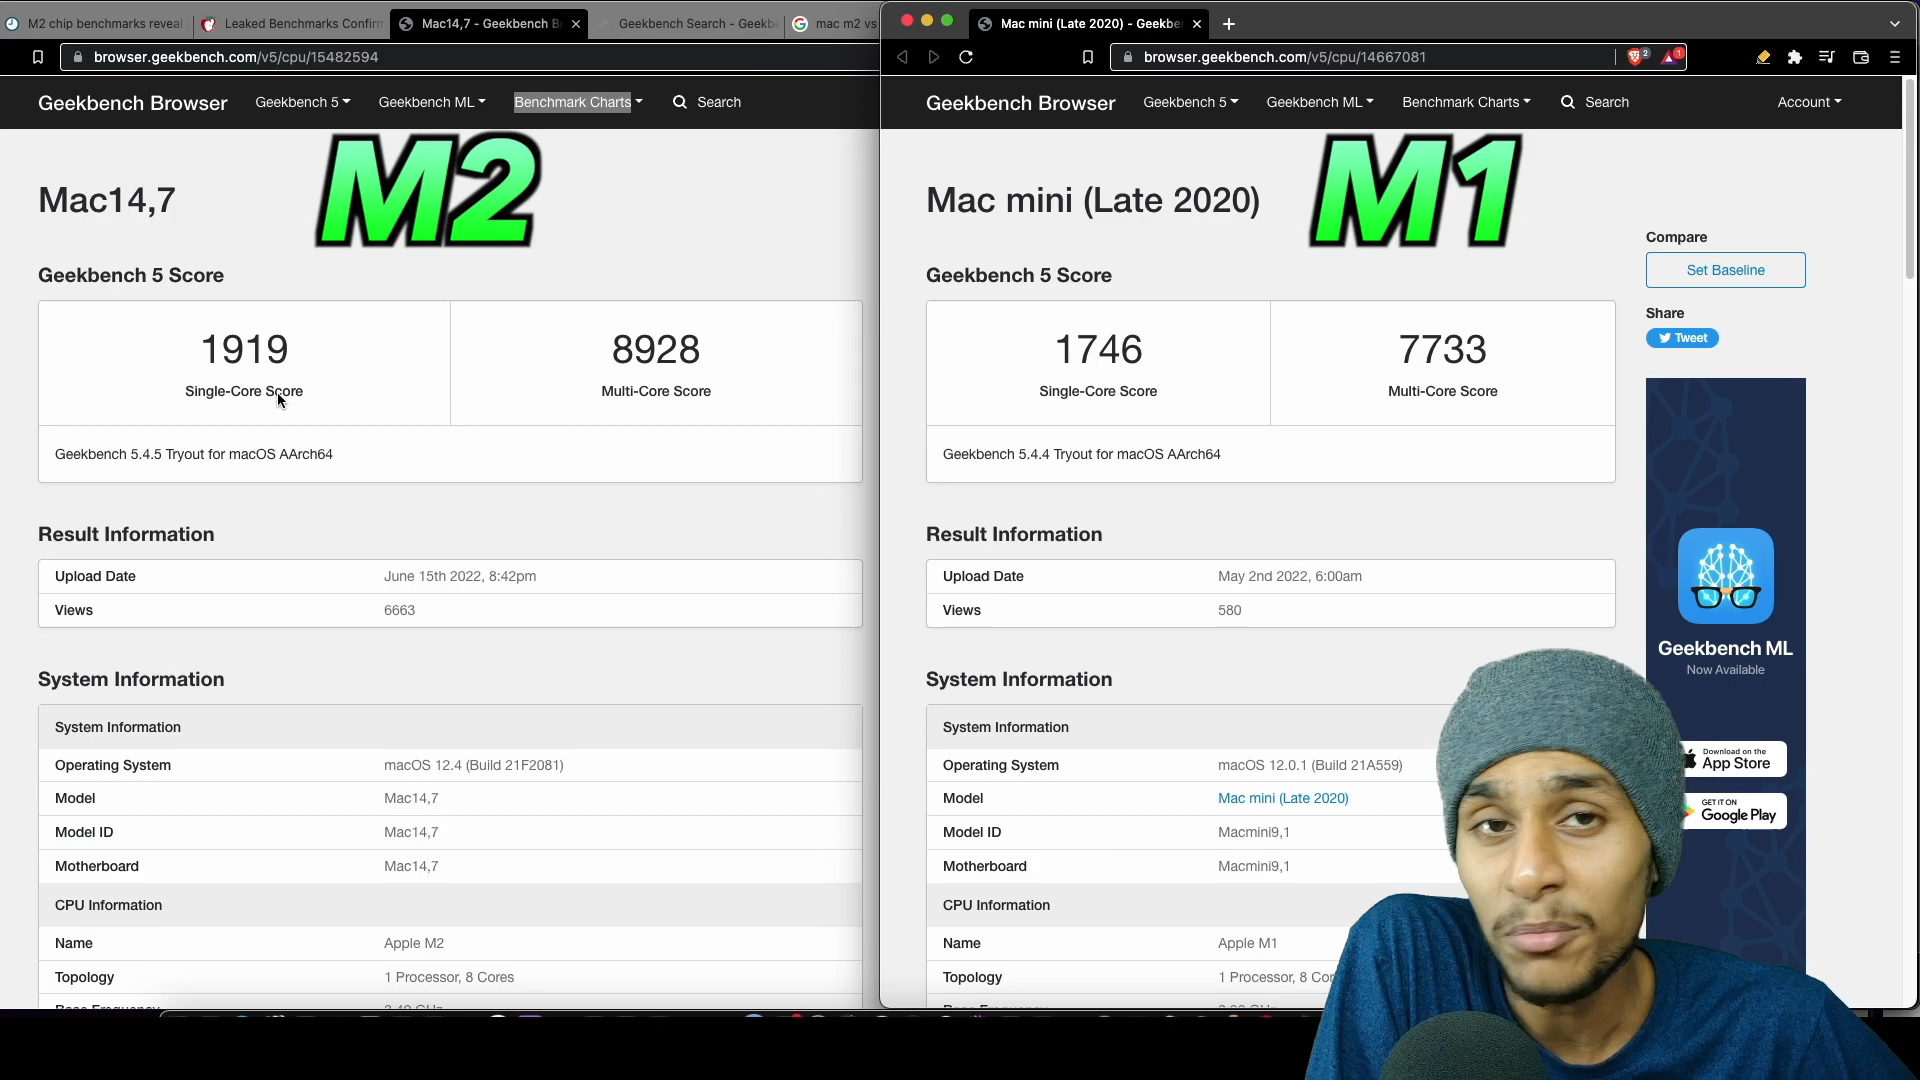 M2 chip benchmarks reveal
Leaked Benchmarks Confirm
Mac14,7 - Geekbench B
Geekbench Search - Geekb
mac m2 vs
browser.geekbench.com/v5/cpu/15482594
Geekbench Browser
Geekbench 5
Geekbench ML
Benchmark Charts
Search
M2
Mac14,7
Geekbench 5 Score
1919
8928
Single-Core Score
Multi-Core Score
Geekbench 5.4.5 Tryout for macOS AArch64
Result Information
Upload Date June 15th 2022, 8:42pm
Views 6663
System Information
System Information
Operating System macOS 12.4 (Build 21F2081)
Model Mac14,7
Model ID Mac14,7
Motherboard Mac14,7
CPU Information
Name Apple M2
Topology 1 Processor, 8 Cores
Mac mini (Late 2020) - Geekbe
browser.geekbench.com/v5/cpu/14667081
2
1
Geekbench Browser
Geekbench 5
Geekbench ML
Benchmark Charts
Search
Account
M1
Mac mini (Late 2020)
Geekbench 5 Score
1746
7733
Single-Core Score
Multi-Core Score
Geekbench 5.4.4 Tryout for macOS AArch64
Result Information
Upload Date May 2nd 2022, 6:00am
Views 580
System Information
System Information
Operating System macOS 12.0.1 (Build 21A559)
Model Mac mini (Late 2020)
Model ID Macmini9,1
Motherboard Macmini9,1
CPU Information
Name Apple M1
Topology 1 Processor, 8 Cor
Compare
Set Baseline
Share
Tweet
Geekbench ML
Now Available
Download on the
App Store
GET IT ON
Google Play